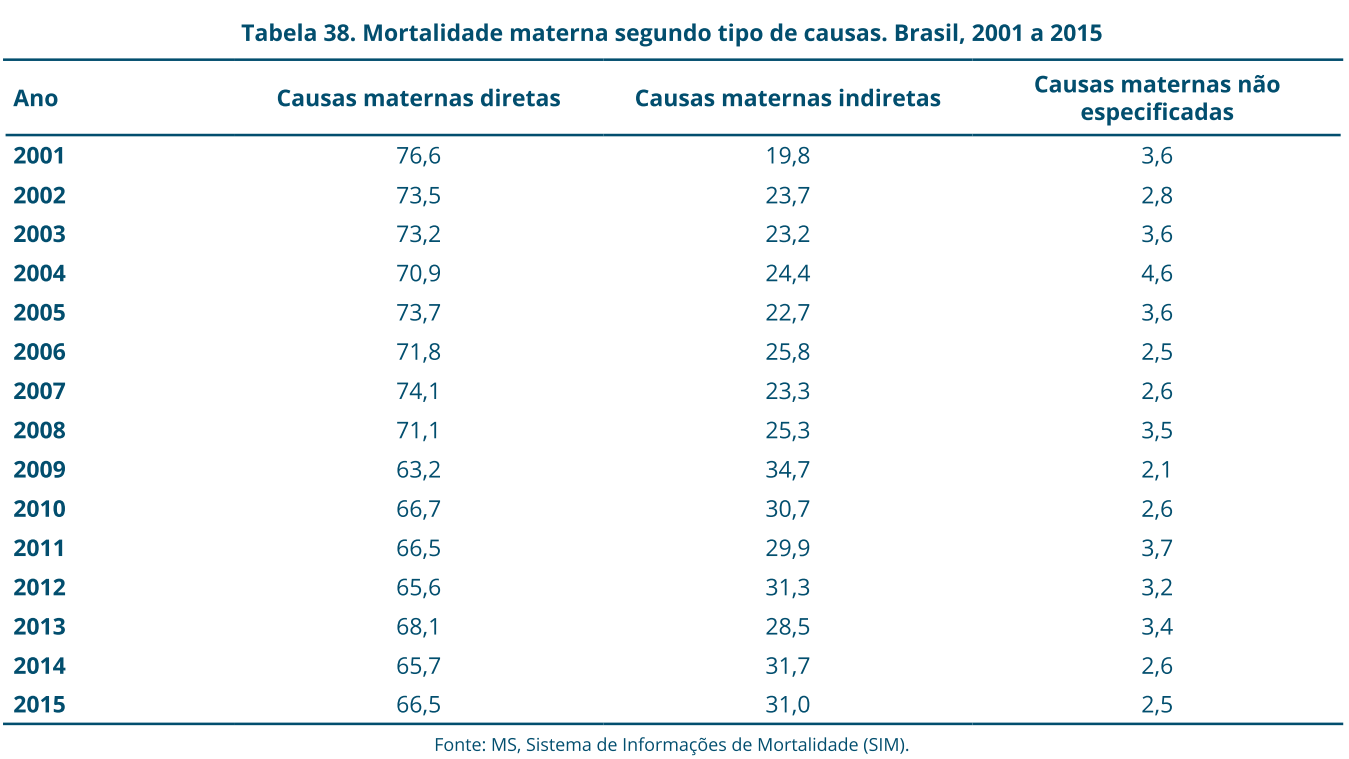 Tabela 38. Mortalidade materna segundo tipo de causas. Brasil, 2001 a 2015
Ano Causas maternas diretas Causas maternas indiretas Causas maternas não
especificadas
2001 76,6 19,8 3,6
2002 73,5 23,7 2,8
2003 73,2 23,2 3,6
2004 70,9 24,4 4,6
2005 73,7 22,7 3,6
2006 71,8 25,8 2,5
2007 74,1 23,3 2,6
2008 71,1 25,3 3,5
2009 63,2 34,7 2,1
2010 66,7 30,7 2,6
2011 66,5 29,9 3,7
2012 65,6 31,3 3,2
2013 68,1 28,5 3,4
2014 65,7 31,7 2,6
2015 66,5 31,0 2,5
Fonte: MS, Sistema de Informações de Mortalidade (SIM).